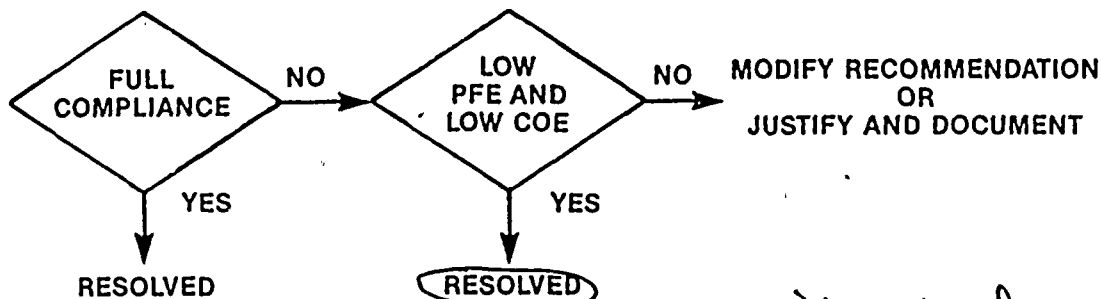 FULL
COMPLIANCE
NO
LOW
PFE AND
LOW COE
NO
MODIFY RECOMMENDATION
OR
JUSTIFY AND DOCUMENT
YES
YES
RESOLVED
RESOLVED